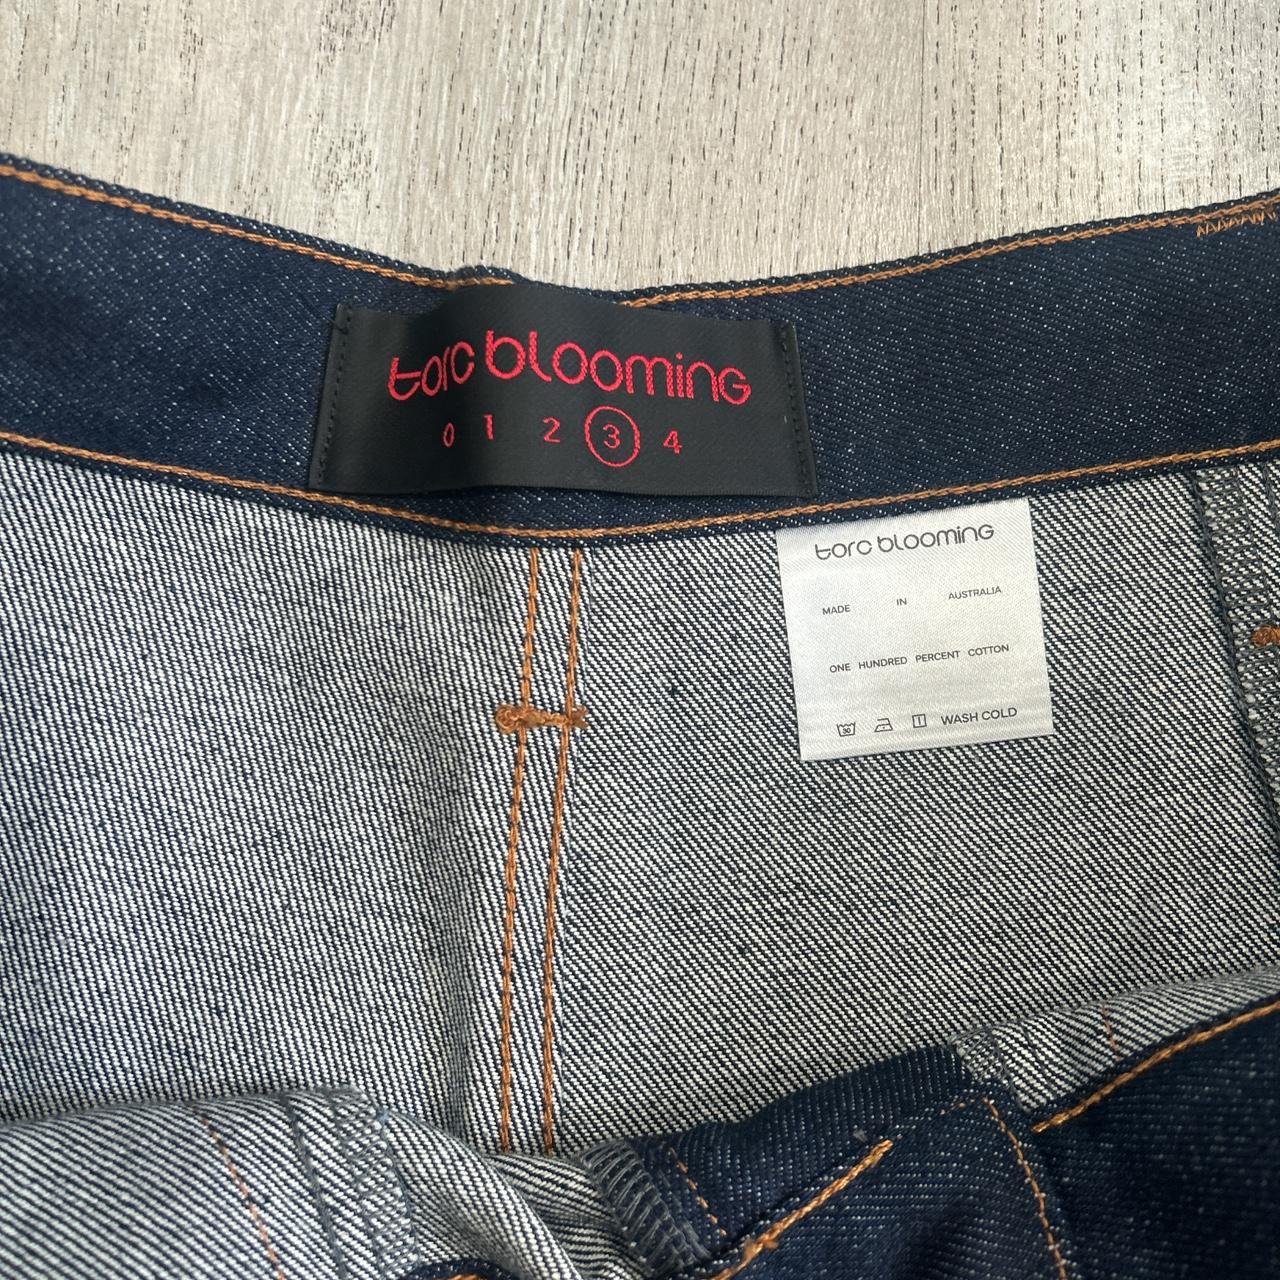 torc blooming
0 1 2 3 4
torc blooming
MADE IN AUSTRALIA
ONE HUNDRED PERCENT COTTON
30 WASH COLD